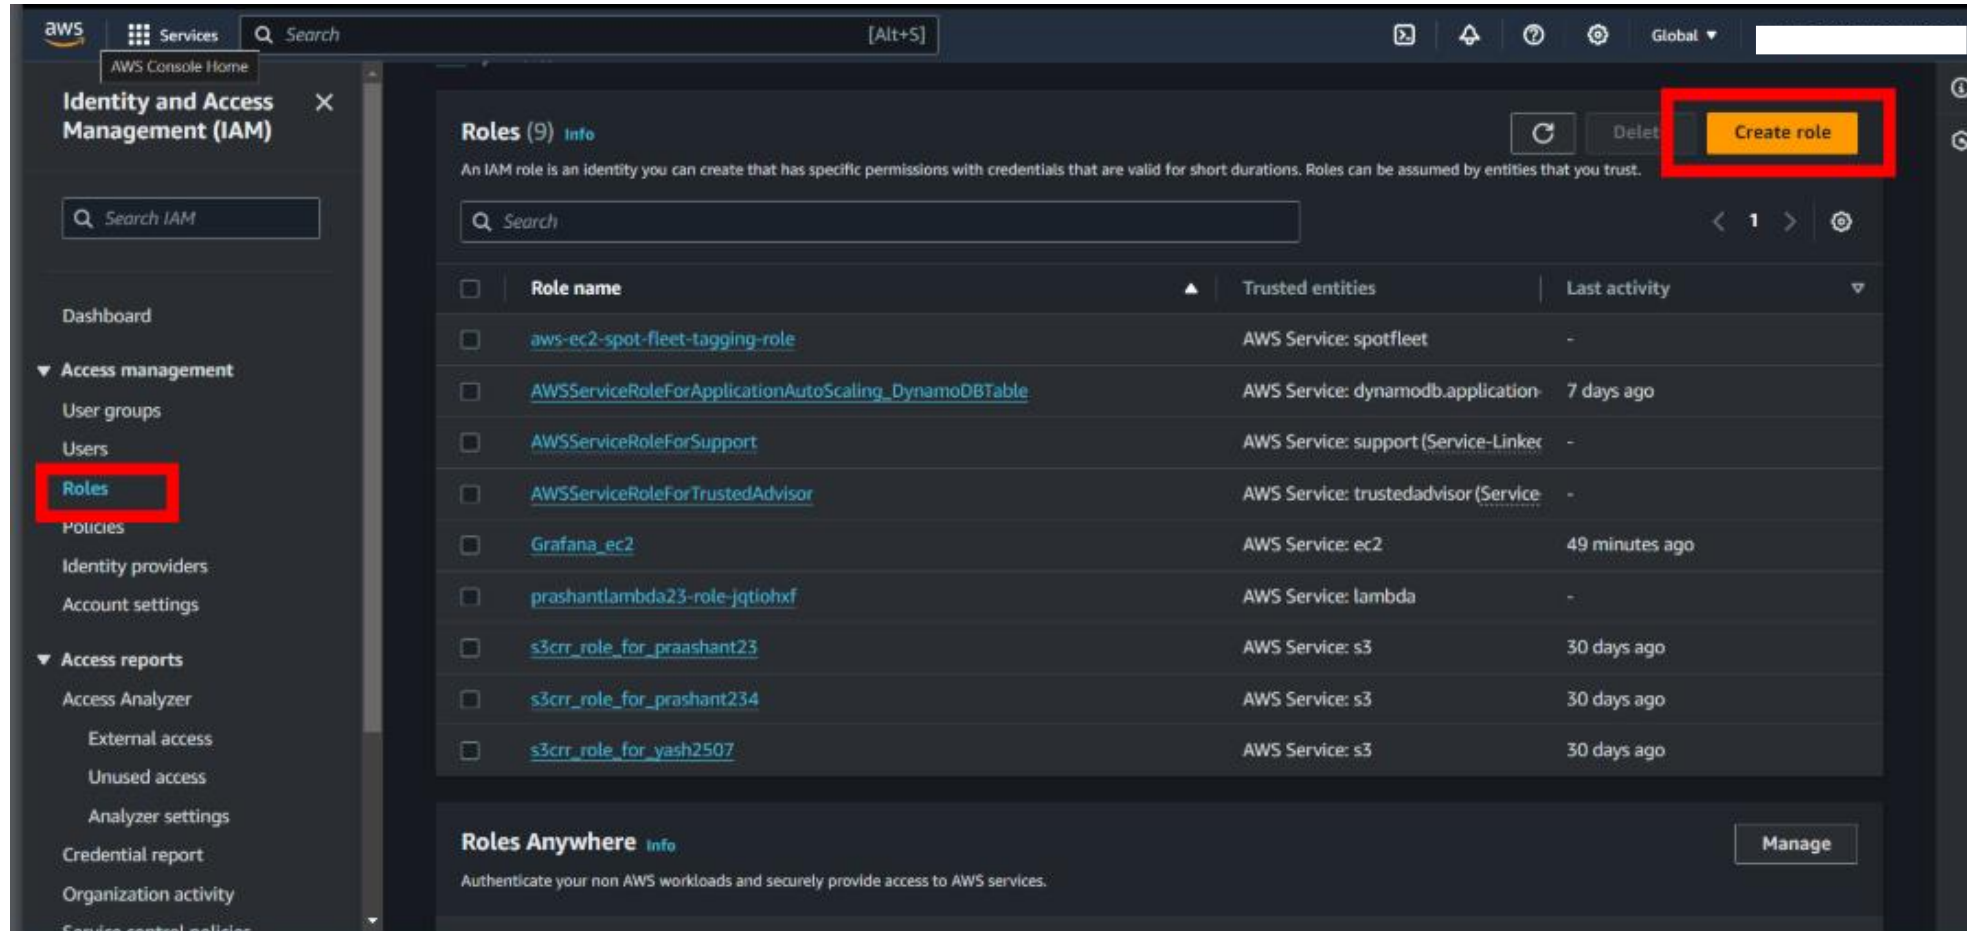 aws
Services
Search
[Alt+S]
Global
AWS Console Home
Identity and Access
Management (IAM)
Search IAM
Dashboard
Access management
User groups
Users
Roles
Policies
Identity providers
Account settings
Access reports
Access Analyzer
External access
Unused access
Analyzer settings
Credential report
Organization activity
Service control policies
Roles (9) Info
Delet
Create role
An IAM role is an identity you can create that has specific permissions with credentials that are valid for short durations. Roles can be assumed by entities that you trust.
Search
1
Role name Trusted entities Last activity
aws-ec2-spot-fleet-tagging-role AWS Service: spotfleet -
AWSServiceRoleForApplicationAutoScaling_DynamoDBTable AWS Service: dynamodb.application- 7 days ago
AWSServiceRoleForSupport AWS Service: support (Service-Linkec -
AWSServiceRoleForTrustedAdvisor AWS Service: trustedadvisor (Service -
Grafana_ec2 AWS Service: ec2 49 minutes ago
prashantlambda23-role-jqtiohxf AWS Service: lambda -
s3crr_role_for_praashant23 AWS Service: s3 30 days ago
s3crr_role_for_prashant234 AWS Service: s3 30 days ago
s3crr_role_for_yash2507 AWS Service: s3 30 days ago
Roles Anywhere Info
Manage
Authenticate your non AWS workloads and securely provide access to AWS services.